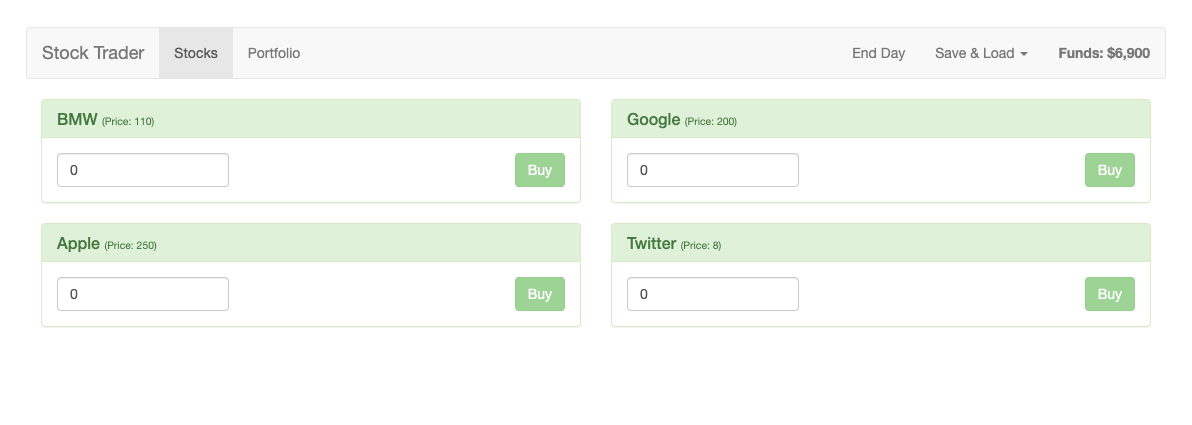 Stock Trader Stocks Portfolio End Day Save & Load Funds: $6,900
BMW (Price: 110) Google (Price: 200)
0 Buy 0 Buy
Apple (Price: 250) Twitter (Price: 8)
0 Buy 0 Buy